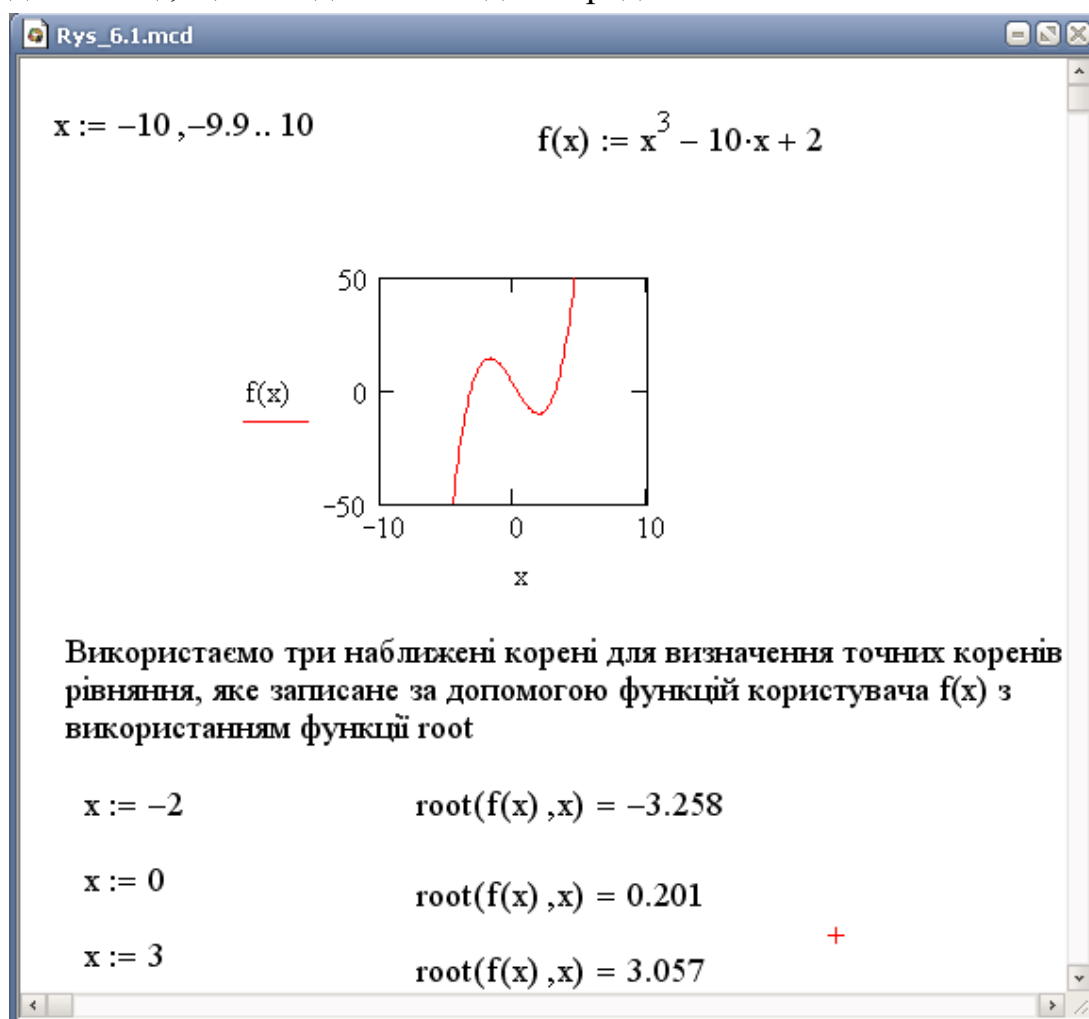 Rys_6.1.mcd
x := −10 ,−9.9 .. 10
f(x) := x³ − 10·x + 2
50
f(x)
0
−50
−10
0
10
x
Використаємо три наближені корені для визначення точних коренів
рівняння, яке записане за допомогою функцій користувача f(x) з
використанням функції root
x := −2
root(f(x) ,x) = −3.258
x := 0
root(f(x) ,x) = 0.201
x := 3
root(f(x) ,x) = 3.057